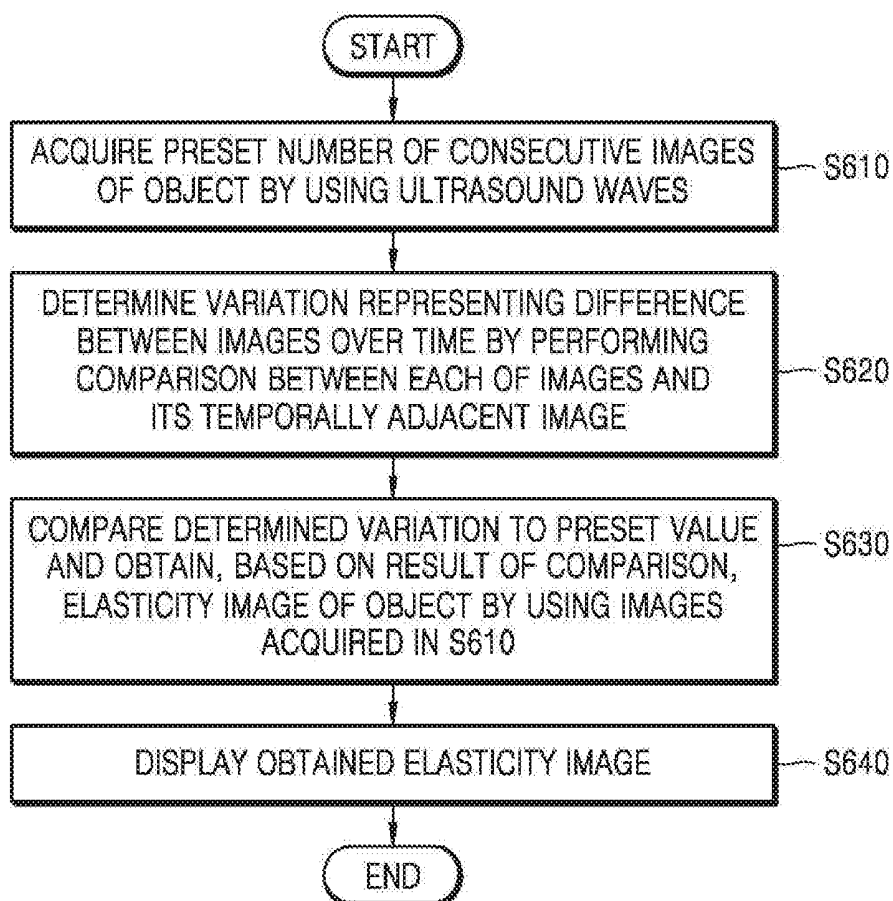 START
ACQUIRE PRESET NUMBER OF CONSECUTIVE IMAGES
OF OBJECT BY USING ULTRASOUND WAVES
S610
DETERMINE VARIATION REPRESENTING DIFFERENCE
BETWEEN IMAGES OVER TIME BY PERFORMING
COMPARISON BETWEEN EACH OF IMAGES AND
ITS TEMPORALLY ADJACENT IMAGE
S620
COMPARE DETERMINED VARIATION TO PRESET VALUE
AND OBTAIN, BASED ON RESULT OF COMPARISON,
ELASTICITY IMAGE OF OBJECT BY USING IMAGES
ACQUIRED IN S610
S630
DISPLAY OBTAINED ELASTICITY IMAGE
S640
END